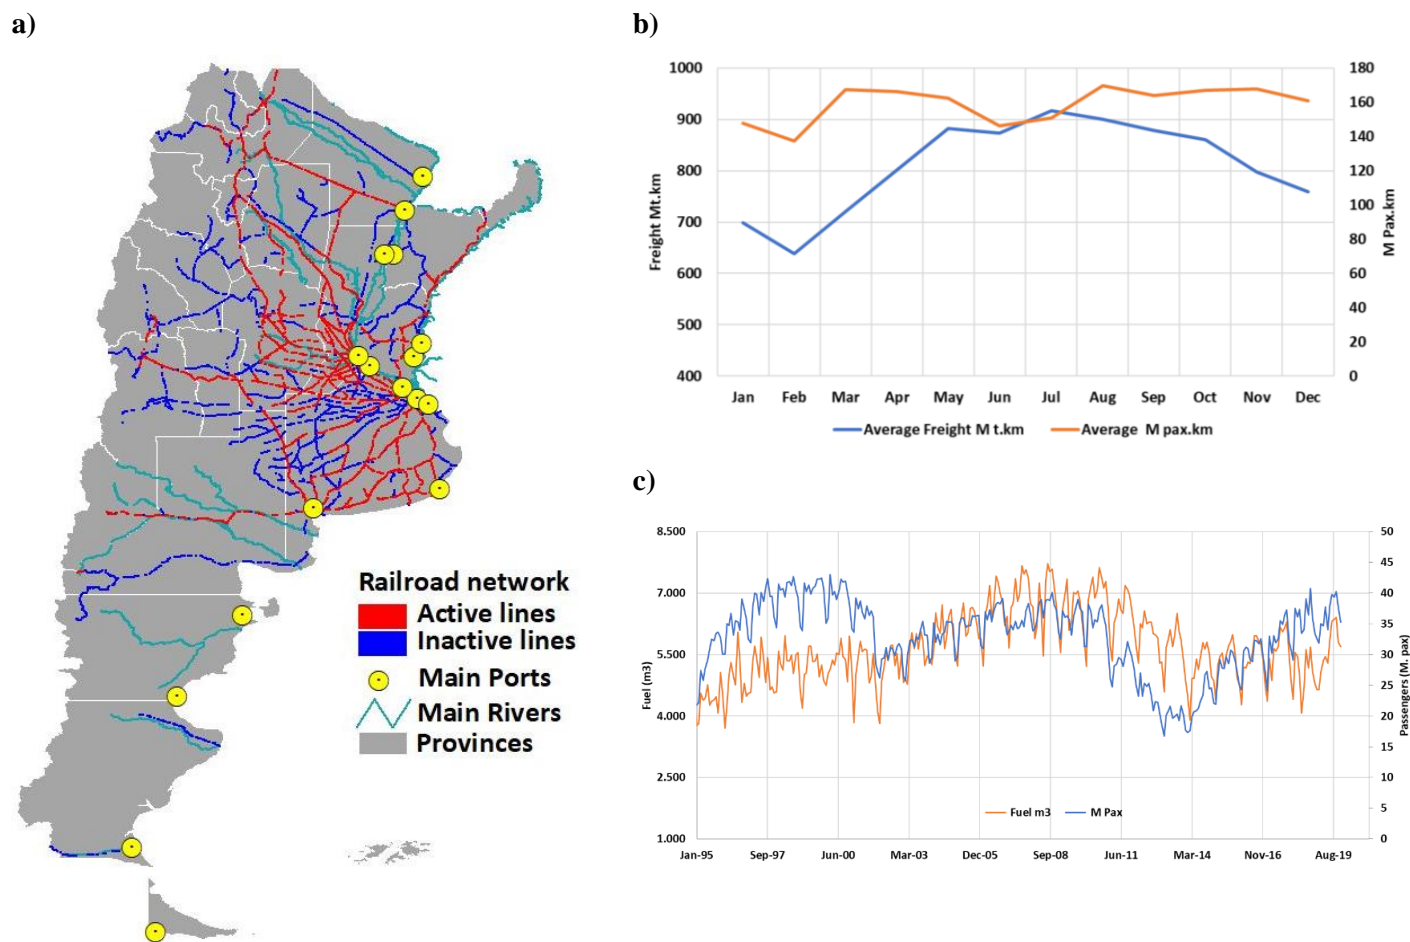 a)
Railroad network
Active lines
Inactive lines
Main Ports
Main Rivers
Provinces
b)
1000
900
800
700
600
500
400
Freight Mt.km
180
160
140
120
100
80
60
40
20
0
M Pax.km
Jan Feb Mar Apr May Jun Jul Aug Sep Oct Nov Dec
Average Freight M t.km Average M pax.km
c)
8.500
7.000
5.500
4.000
2.500
1.000
Fuel (m3)
50
45
40
35
30
25
20
15
10
5
0
Passengers (M. pax)
Fuel m3 M Pax
Jan-95 Sep-97 Jun-00 Mar-03 Dec-05 Sep-08 Jun-11 Mar-14 Nov-16 Aug-19